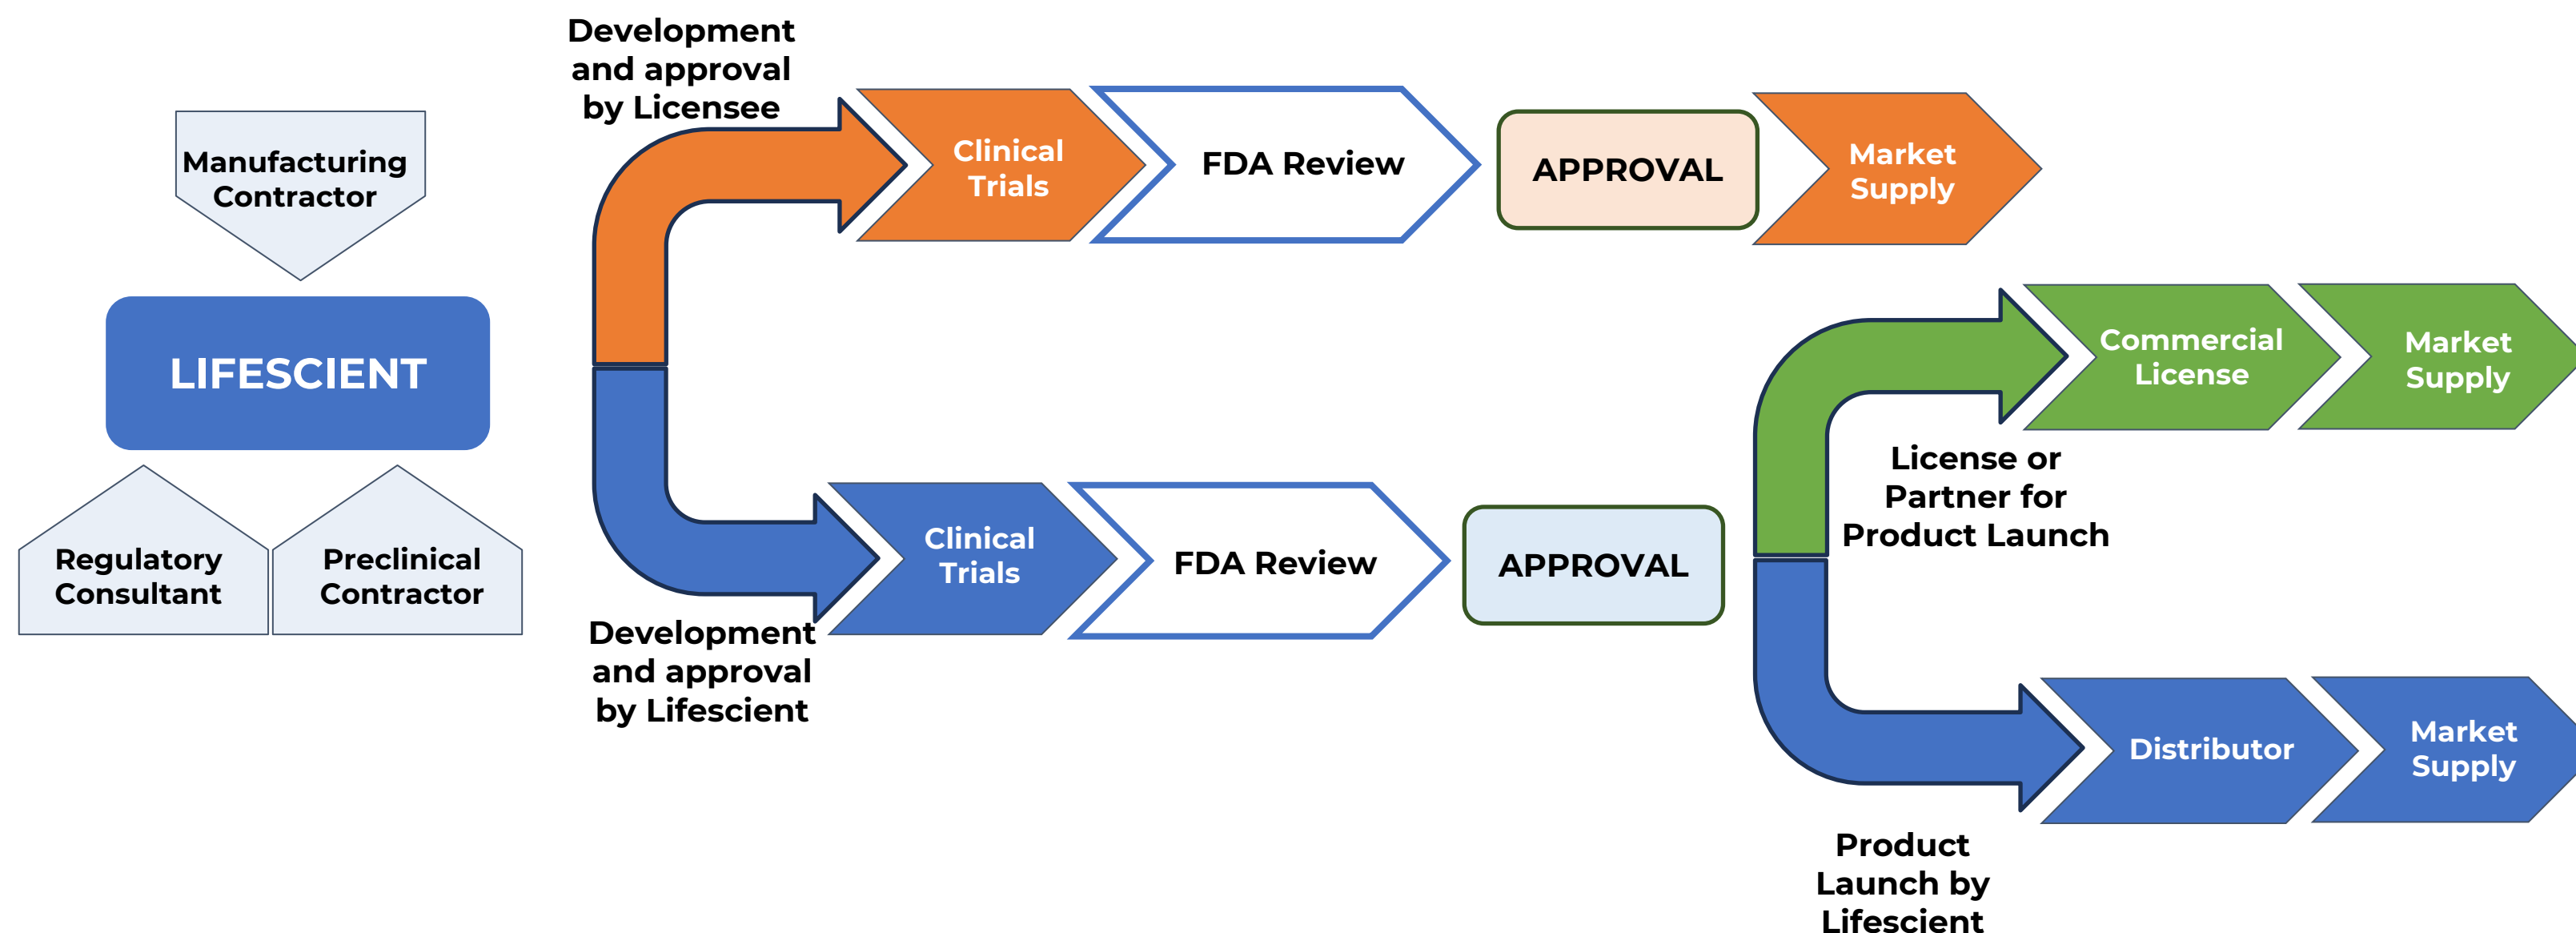 Manufacturing
Contractor
LIFESCIENT
Regulatory
Consultant
Preclinical
Contractor
Development
and approval
by Licensee
Clinical
Trials
FDA Review
APPROVAL
Market
Supply
Development
and approval
by Lifescient
Clinical
Trials
FDA Review
APPROVAL
License or
Partner for
Product Launch
Commercial
License
Market
Supply
Product
Launch by
Lifescient
Distributor
Market
Supply